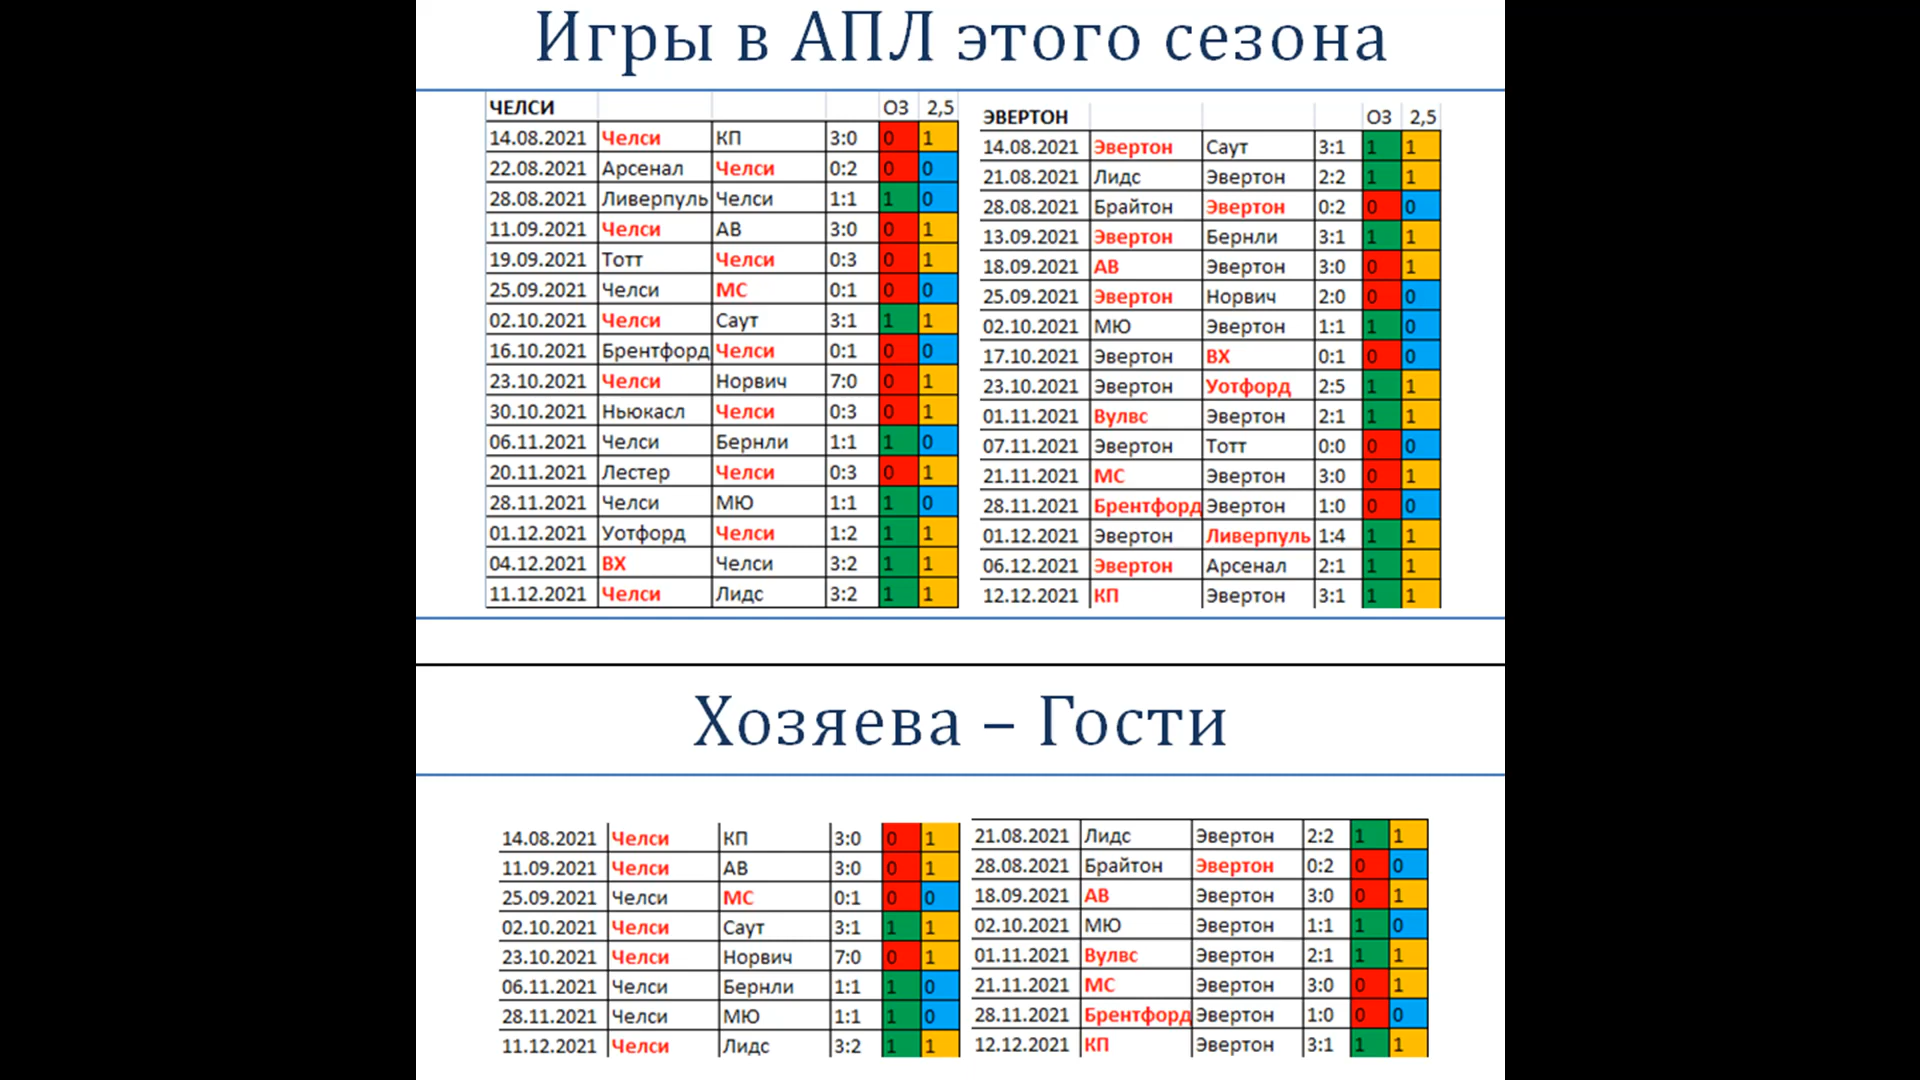 Игры в АПЛ этого сезона
ЧЕЛСИ ОЗ 2,5
14.08.2021 Челси КП 3:0 0 1
22.08.2021 Арсенал Челси 0:2 0 0
28.08.2021 Ливерпуль Челси 1:1 1 0
11.09.2021 Челси АВ 3:0 0 1
19.09.2021 Тотт Челси 0:3 0 1
25.09.2021 Челси МС 0:1 0 0
02.10.2021 Челси Саут 3:1 1 1
16.10.2021 Брентфорд Челси 0:1 0 0
23.10.2021 Челси Норвич 7:0 0 1
30.10.2021 Ньюкасл Челси 0:3 0 1
06.11.2021 Челси Бернли 1:1 1 0
20.11.2021 Лестер Челси 0:3 0 1
28.11.2021 Челси МЮ 1:1 1 0
01.12.2021 Уотфорд Челси 1:2 1 1
04.12.2021 ВХ Челси 3:2 1 1
11.12.2021 Челси Лидс 3:2 1 1
ЭВЕРТОН ОЗ 2,5
14.08.2021 Эвертон Саут 3:1 1 1
21.08.2021 Лидс Эвертон 2:2 1 1
28.08.2021 Брайтон Эвертон 0:2 0 0
13.09.2021 Эвертон Бернли 3:1 1 1
18.09.2021 АВ Эвертон 3:0 0 1
25.09.2021 Эвертон Норвич 2:0 0 0
02.10.2021 МЮ Эвертон 1:1 1 0
17.10.2021 Эвертон ВХ 0:1 0 0
23.10.2021 Эвертон Уотфорд 2:5 1 1
01.11.2021 Вулвс Эвертон 2:1 1 1
07.11.2021 Эвертон Тотт 0:0 0 0
21.11.2021 МС Эвертон 3:0 0 1
28.11.2021 Брентфорд Эвертон 1:0 0 0
01.12.2021 Эвертон Ливерпуль 1:4 1 1
06.12.2021 Эвертон Арсенал 2:1 1 1
12.12.2021 КП Эвертон 3:1 1 1
Хозяева – Гости
14.08.2021 Челси КП 3:0 0 1
11.09.2021 Челси АВ 3:0 0 1
25.09.2021 Челси МС 0:1 0 0
02.10.2021 Челси Саут 3:1 1 1
23.10.2021 Челси Норвич 7:0 0 1
06.11.2021 Челси Бернли 1:1 1 0
28.11.2021 Челси МЮ 1:1 1 0
11.12.2021 Челси Лидс 3:2 1 1
21.08.2021 Лидс Эвертон 2:2 1 1
28.08.2021 Брайтон Эвертон 0:2 0 0
18.09.2021 АВ Эвертон 3:0 0 1
02.10.2021 МЮ Эвертон 1:1 1 0
01.11.2021 Вулвс Эвертон 2:1 1 1
21.11.2021 МС Эвертон 3:0 0 1
28.11.2021 Брентфорд Эвертон 1:0 0 0
12.12.2021 КП Эвертон 3:1 1 1